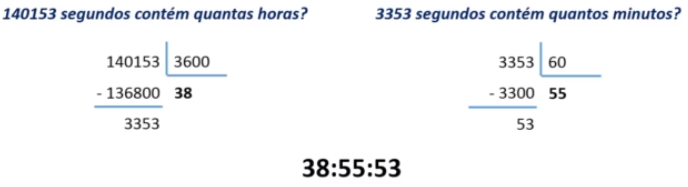 140153 segundos contém quantas horas? 3353 segundos contém quantos minutos?
140153 3600 3353 60
- 136800 38 - 3300 55
3353 53
38:55:53